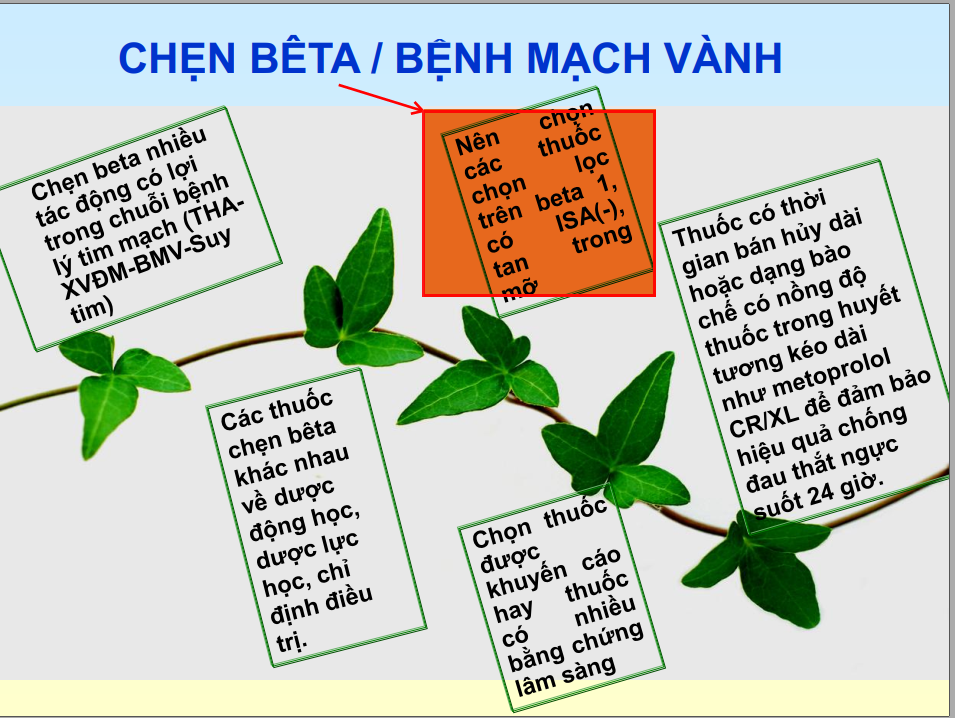 CHẸN BÊTA / BỆNH MẠCH VÀNH
Chẹn beta nhiều
tác động có lợi
trong chuỗi bệnh
lý tim mạch (THA-
XVĐM-BMV-Suy
tim)
Các thuốc
chẹn bêta
khác nhau
về dược
động học,
dược lực
học, chỉ
định điều
trị.
Nên chọn
các thuốc
chọn lọc
trên beta 1,
có ISA(-),
tan trong
mỡ
Chọn thuốc
được
khuyến cáo
hay thuốc
có nhiều
bằng chứng
lâm sàng
Thuốc có thời
gian bán hủy dài
hoặc dạng bào
chế có nồng độ
thuốc trong huyết
tương kéo dài
như metoprolol
CR/XL để đảm bảo
hiệu quả chống
đau thắt ngực
suốt 24 giờ.